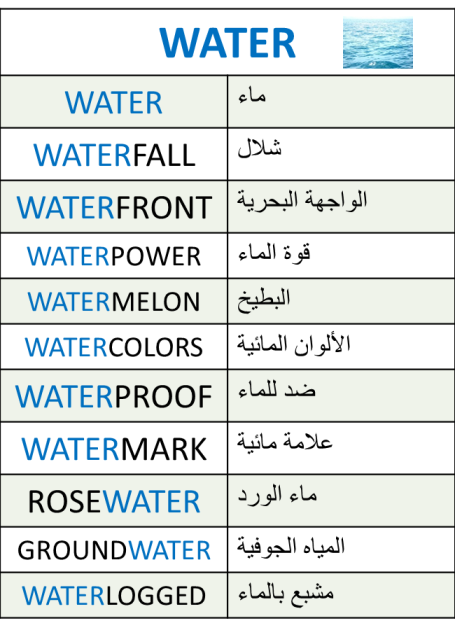 WATER
WATER ماء
WATERFALL شلال
WATERFRONT الواجهة البحرية
WATERPOWER قوة الماء
WATERMELON البطيخ
WATERCOLORS الألوان المائية
WATERPROOF ضد للماء
WATERMARK علامة مائية
ROSEWATER ماء الورد
GROUNDWATER المياه الجوفية
WATERLOGGED مشبع بالماء